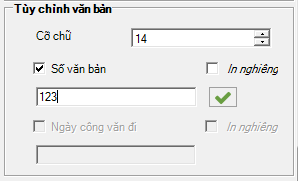 Tùy chỉnh văn bản
Cỡ chữ 14
Số văn bản In nghiêng
123
Ngày công văn đi In nghiêng